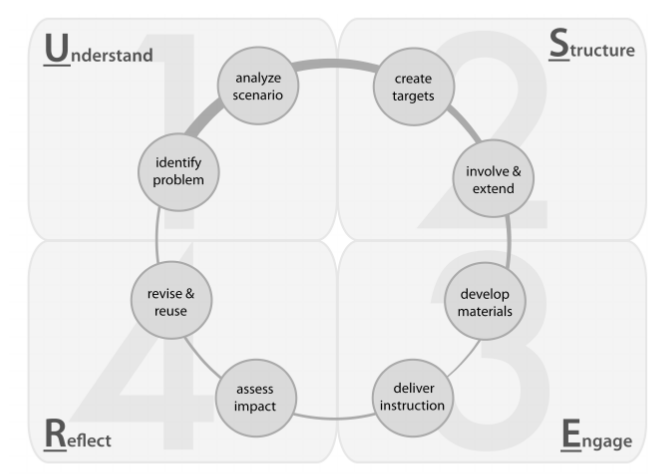 Understand
1
analyze
scenario
identify
problem
Structure
2
create
targets
involve &
extend
3
develop
materials
deliver
instruction
Engage
4
revise &
reuse
assess
impact
Reflect